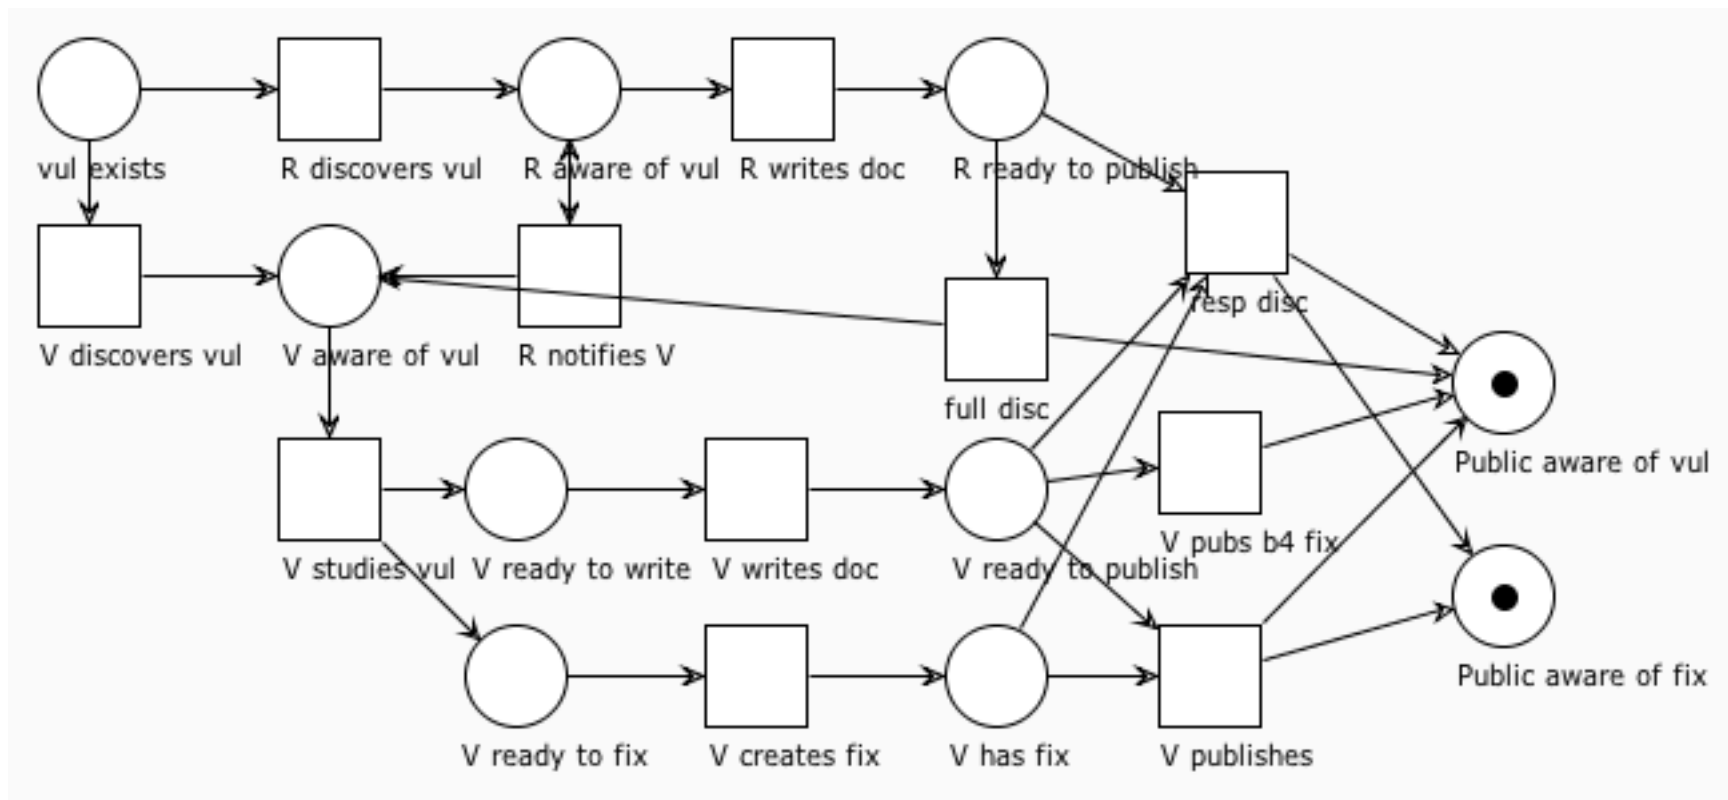 vul exists
R discovers vul
R aware of vul
R writes doc
R ready to publish
resp disc
V discovers vul
V aware of vul
R notifies V
full disc
Public aware of vul
V studies vul
V ready to write
V writes doc
V ready to publish
V pubs b4 fix
Public aware of fix
V ready to fix
V creates fix
V has fix
V publishes